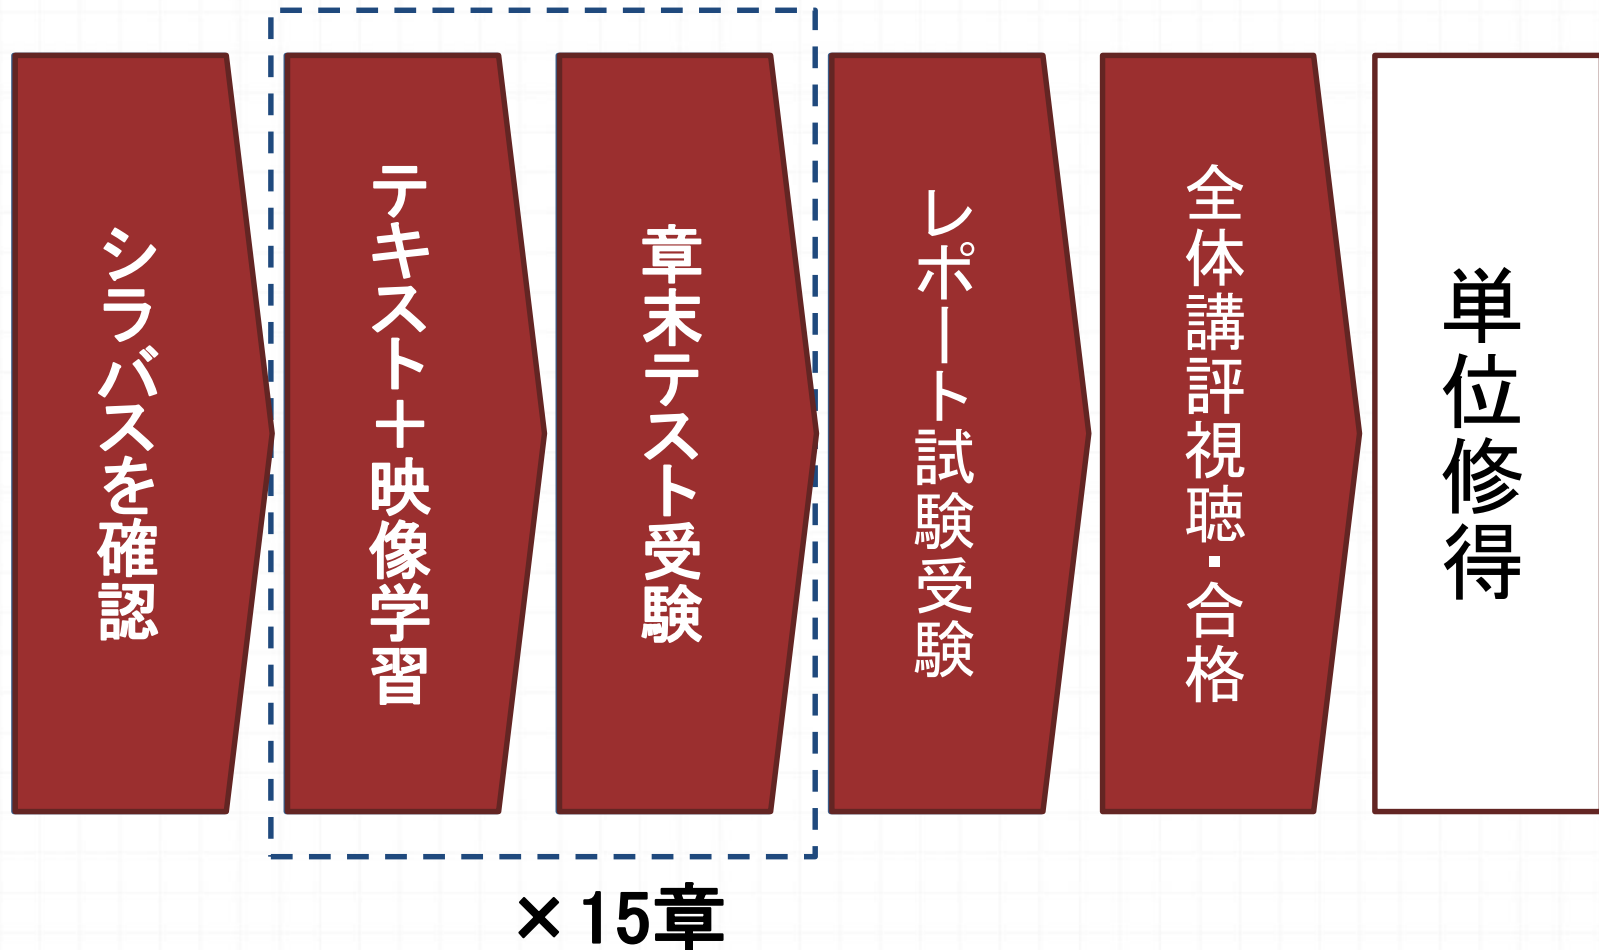 シラバスを確認
テキスト＋映像学習
章末テスト受験
レポート試験受験
全体講評視聴・合格
単位修得
×15章